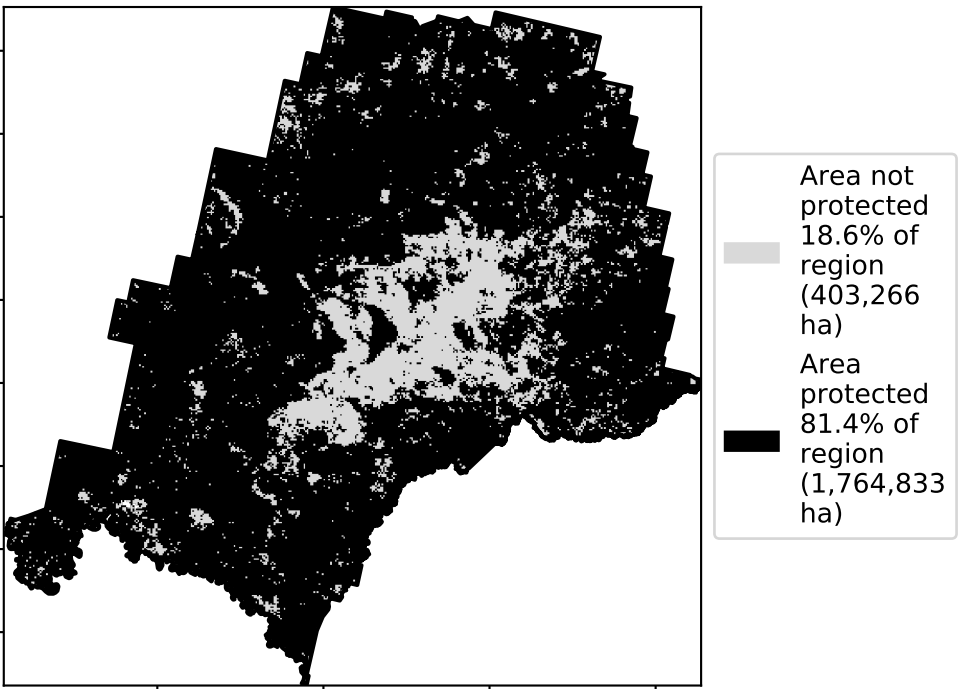 Area not
protected
18.6% of
region
(403,266
ha)
Area
protected
81.4% of
region
(1,764,833
ha)